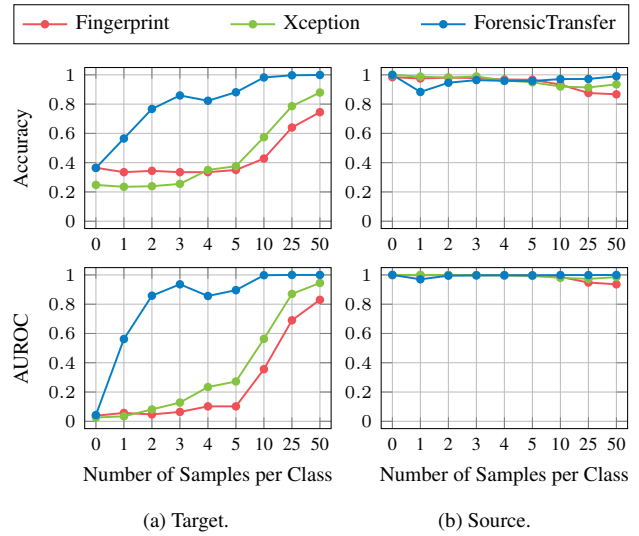 Fingerprint Xception ForensicTransfer
1 1
0.8 0.8
0.6 0.6
0.4 0.4
0.2 0.2
0 0
Accuracy
0 1 2 3 4 5 10 25 50 0 1 2 3 4 5 10 25 50
1 1
0.8 0.8
0.6 0.6
0.4 0.4
0.2 0.2
0 0
AUROC
0 1 2 3 4 5 10 25 50 0 1 2 3 4 5 10 25 50
Number of Samples per Class Number of Samples per Class
(a) Target. (b) Source.